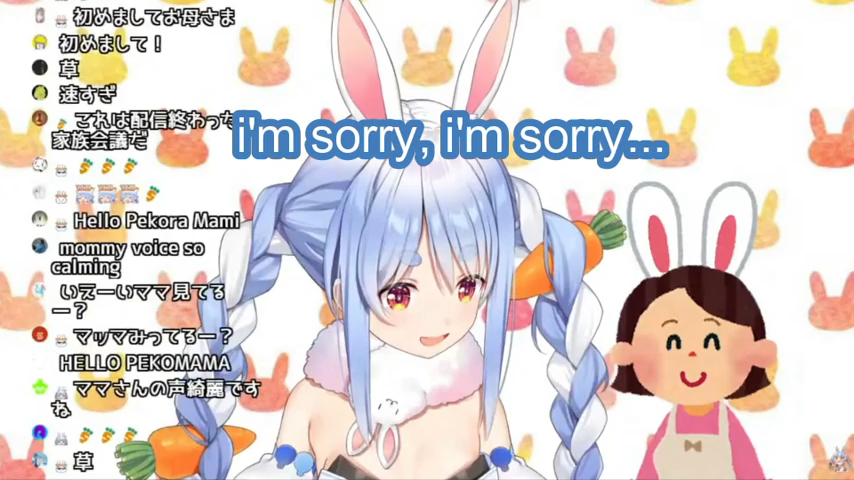 初めましてお母さま
初めまして！
草
速すぎ
これは配信終わっち
家族会議だ
i'm sorry, i'm sorry...
Hello Pekora Mami
mommy voice so
calming
いえーいママ見てる
ー？
マッマみってるー？
HELLO PEKOMAMA
ママさんの声綺麗です
ね
草